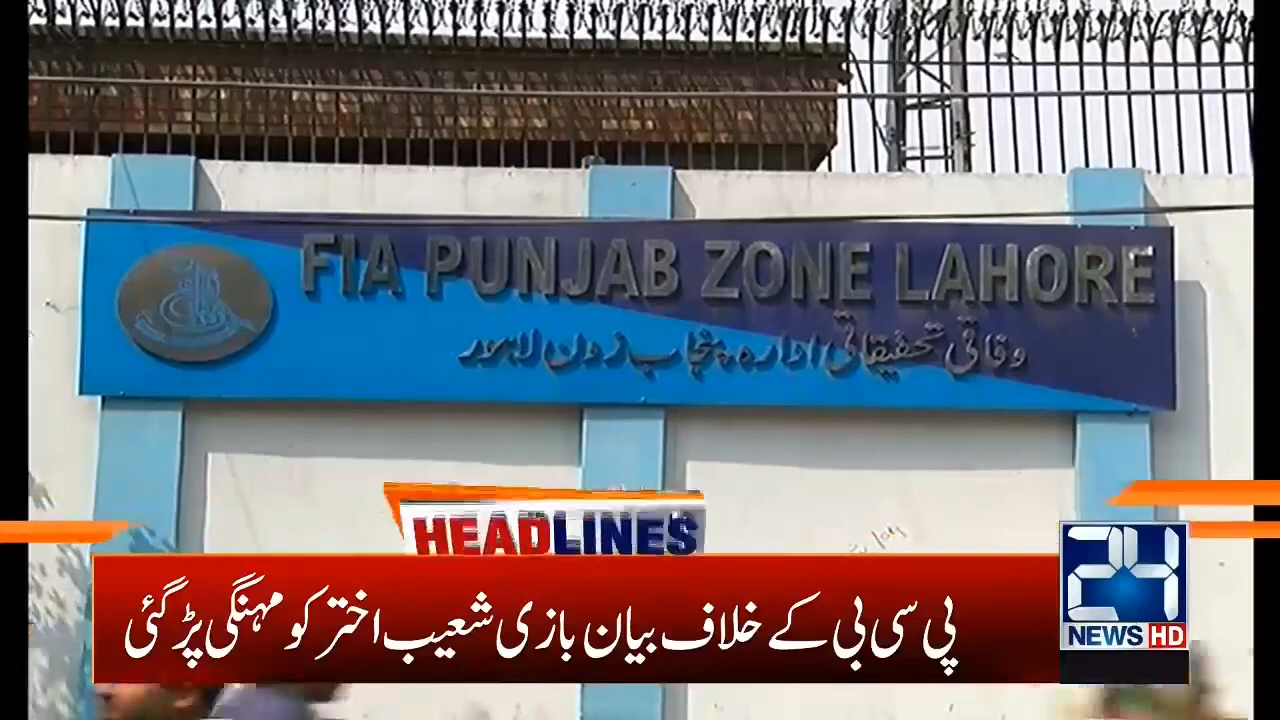 FIA PUNJAB ZONE LAHORE
وفاقی تحقیقاتی ادارہ پنجاب زون لاہور
HEADLINES
پی سی بی کے خلاف بیان بازی شعیب اختر کو مہنگی پڑ گئی
24
NEWS HD